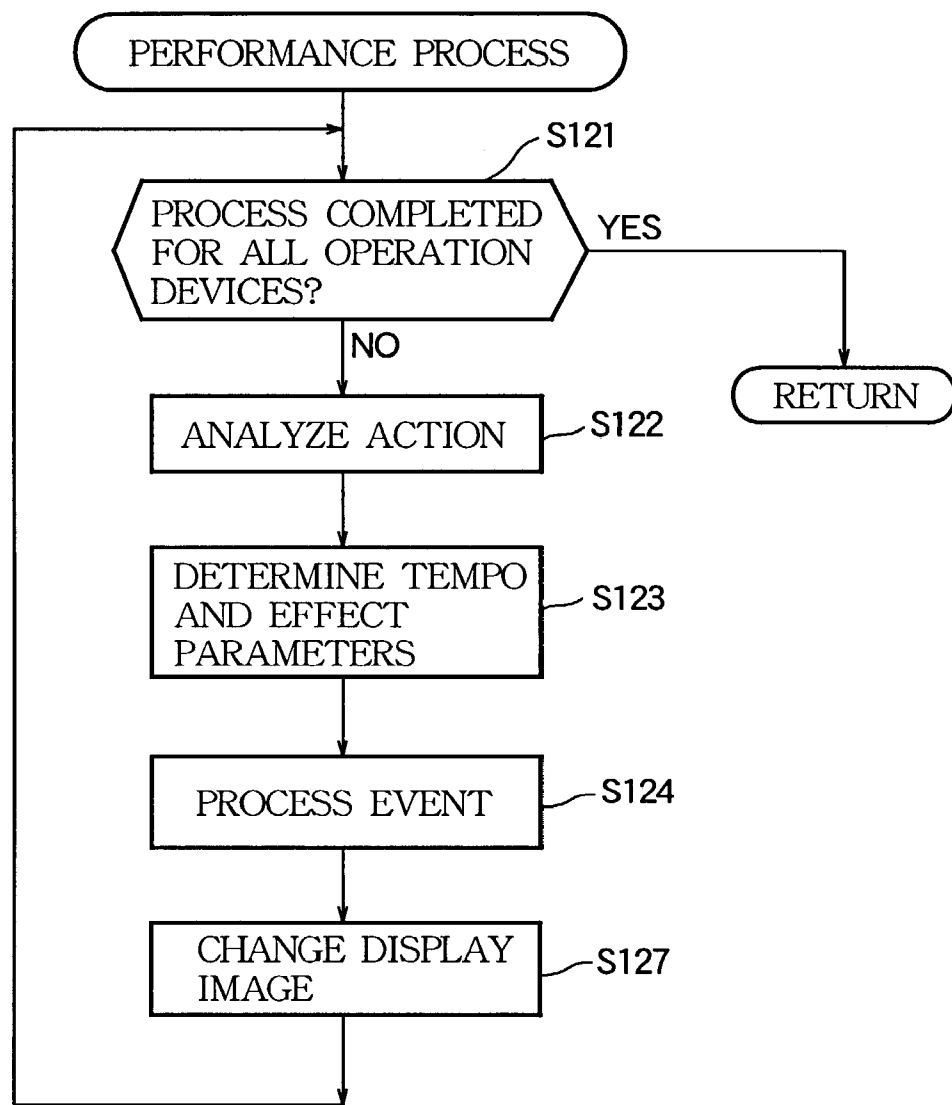 PERFORMANCE PROCESS
S121
PROCESS COMPLETED
FOR ALL OPERATION
DEVICES?
YES
NO
RETURN
ANALYZE ACTION
S122
DETERMINE TEMPO
AND EFFECT
PARAMETERS
S123
PROCESS EVENT
S124
CHANGE DISPLAY
IMAGE
S127